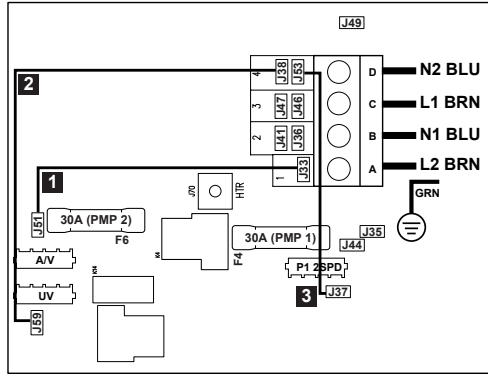 J49
4 J38 J53 D N2 BLU
2
3 J47 J46 C L1 BRN
2 J41 J36 B N1 BLU
1 J33 A L2 BRN
1
GRN
J70 HTR
J51 30A (PMP 2)
F6
30A (PMP 1)
F4
K4
J35
J44
A/V
P1 2SPD
UV
3 J37
J59